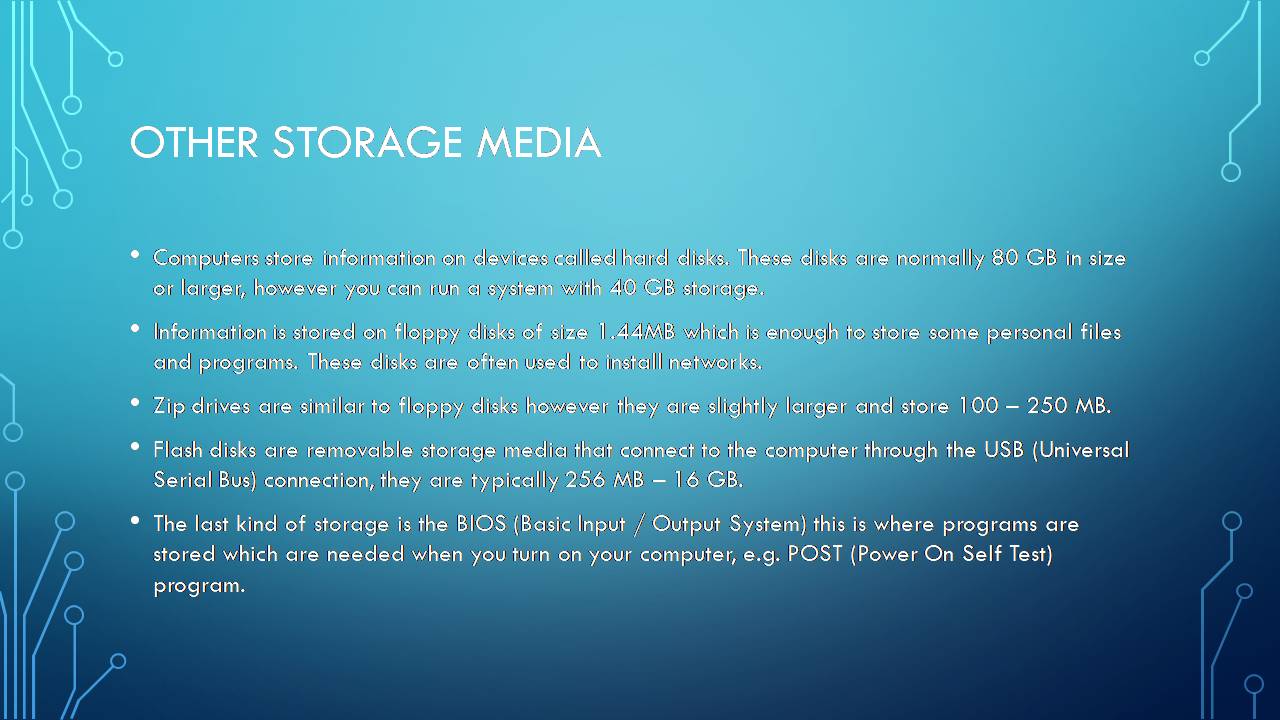 OTHER STORAGE MEDIA
• Computers store information on devices called hard disks. These disks are normally 80 GB in size
or larger, however you can run a system with 40 GB storage.
• Information is stored on floppy disks of size 1.44MB which is enough to store some personal files
and programs. These disks are often used to install networks.
• Zip drives are similar to floppy disks however they are slightly larger and store 100 – 250 MB.
• Flash disks are removable storage media that connect to the computer through the USB (Universal
Serial Bus) connection, they are typically 256 MB – 16 GB.
• The last kind of storage is the BIOS (Basic Input / Output System) this is where programs are
stored which are needed when you turn on your computer, e.g. POST (Power On Self Test)
program.